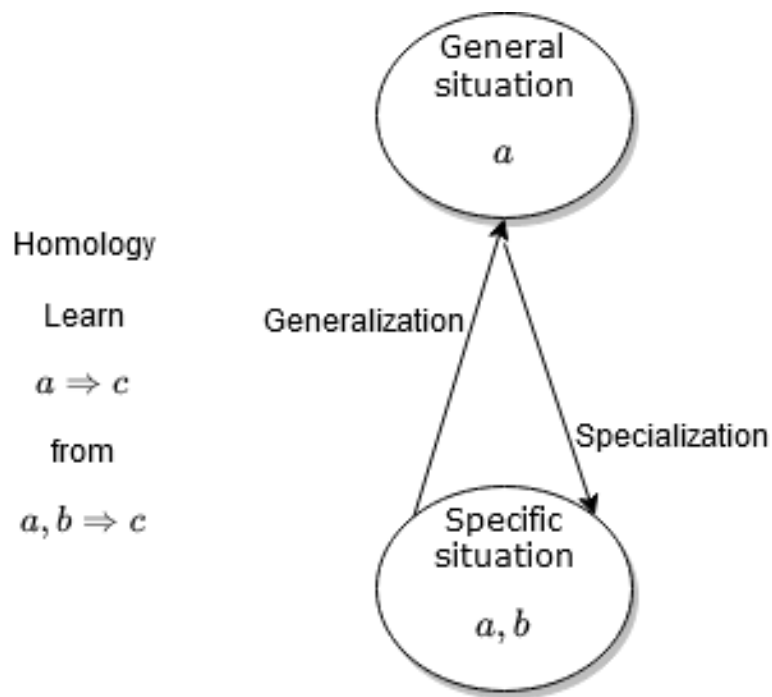 General
situation
a
Homology
Learn
a ⇒ c
from
a, b ⇒ c
Generalization
Specialization
Specific
situation
a, b